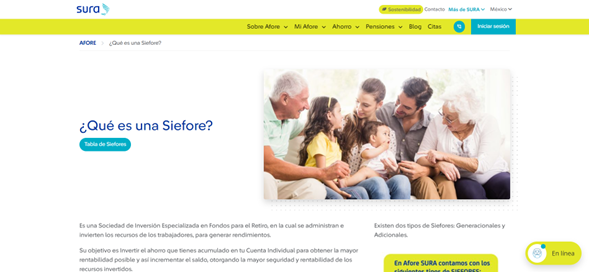 sura
Sostenibilidad Contacto Más de SURA México
Sobre Afore Mi Afore Ahorro Pensiones Blog Citas Iniciar sesión
AFORE ¿Qué es una Siefore?
¿Qué es una Siefore?
Tabla de Siefores
Es una Sociedad de Inversión Especializada en Fondos para el Retiro, en la cual se administran e
invierten los recursos de los trabajadores, para generar rendimientos.
Su objetivo es Invertir el ahorro que tienes acumulado en tu Cuenta Individual para obtener la mayor
rentabilidad posible y así incrementar el saldo, otorgando la mayor seguridad y rentabilidad de los
recursos invertidos.
Existen dos tipos de Siefores: Generacionales y
Adicionales.
En Afore SURA contamos con los
siguientes tipos de SIEFORES:
En línea